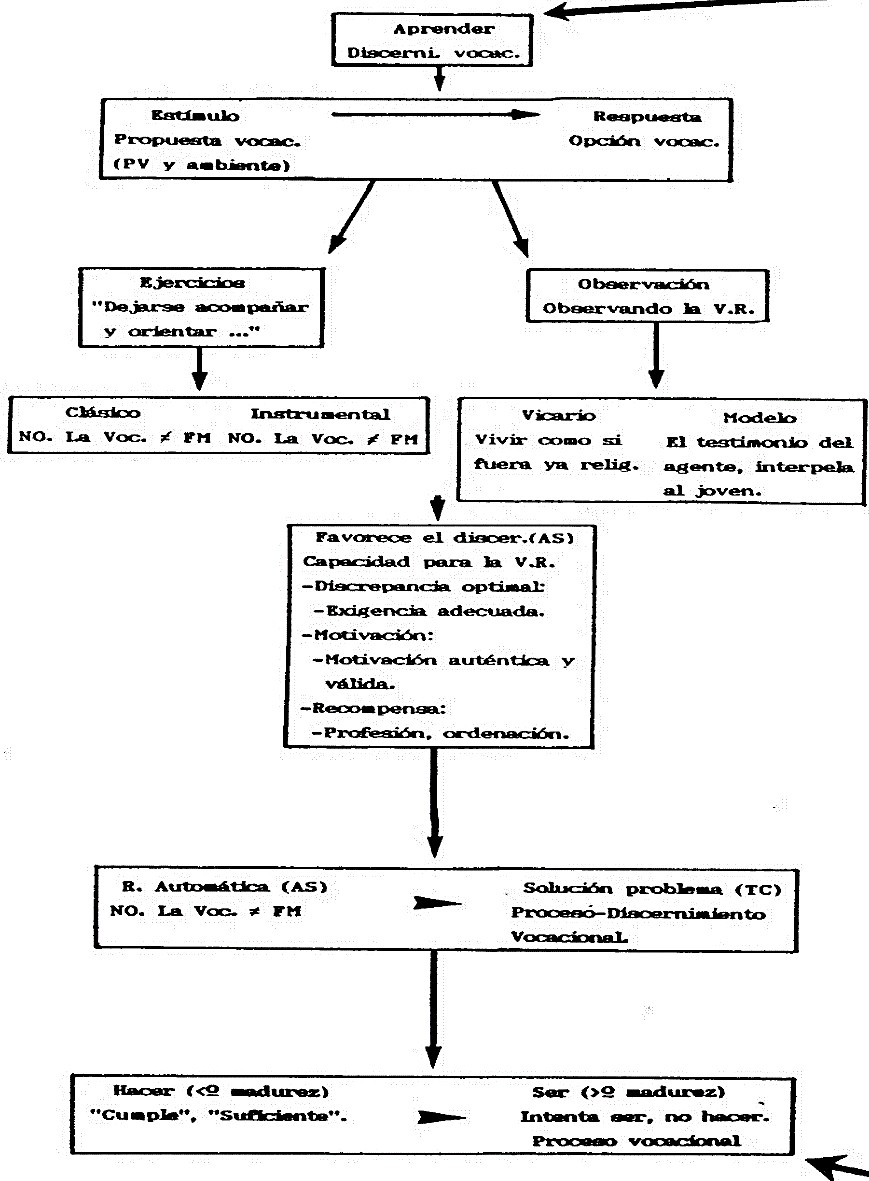 Aprender
Discerni. vocac.
Estímulo
Respuesta
Propuesta vocac.
Opción vocac.
(PV y ambiente)
Ejercicios
"Dejarse acompañar
y orientar ..."
Observación
Observando la V.R.
Clásico
Instrumental
NO. La Voc. ≠ FM
NO. La Voc. ≠ FM
Vicario
Vivir como si
fuera ya relig.
Modelo
El testimonio del
agente, interpela
al joven.
Favorece el discer.(AS)
Capacidad para la V.R.
-Discrepancia optimal:
-Exigencia adecuada.
-Motivación:
-Motivación auténtica y
válida.
-Recompensa:
-Profesión, ordenación.
R. Automática (AS)
NO. La Voc. ≠ FM
Solución problema (TC)
Procesó-Discernimiento
Vocacional.
Hacer (<º madurez)
"Cumple", "Suficiente".
Ser (>º madurez)
Intenta ser, no hacer.
Proceso vocacional